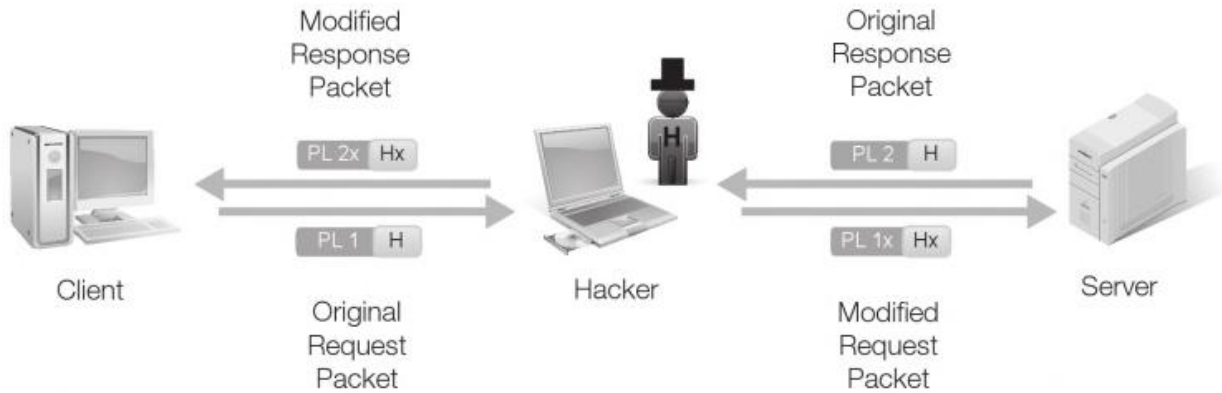 Modified
Response
Packet
Original
Response
Packet
H
PL 2x Hx
PL 2 H
PL 1 H
PL 1x Hx
Client
Hacker
Server
Original
Request
Packet
Modified
Request
Packet